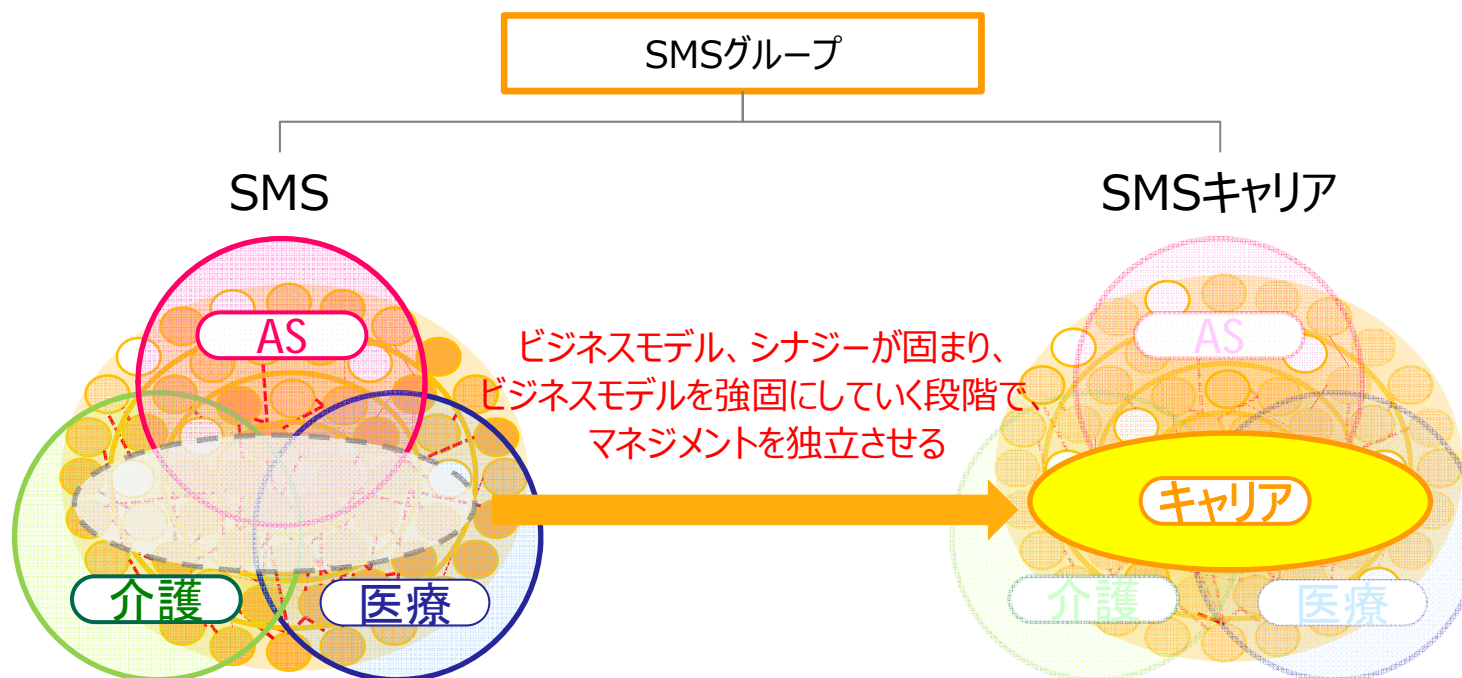 SMSグループ
SMS
SMSキャリア
AS
介護
医療
ビジネスモデル、シナジーが固まり、
ビジネスモデルを強固にしていく段階で、
マネジメントを独立させる
AS
キャリア
介護
医療